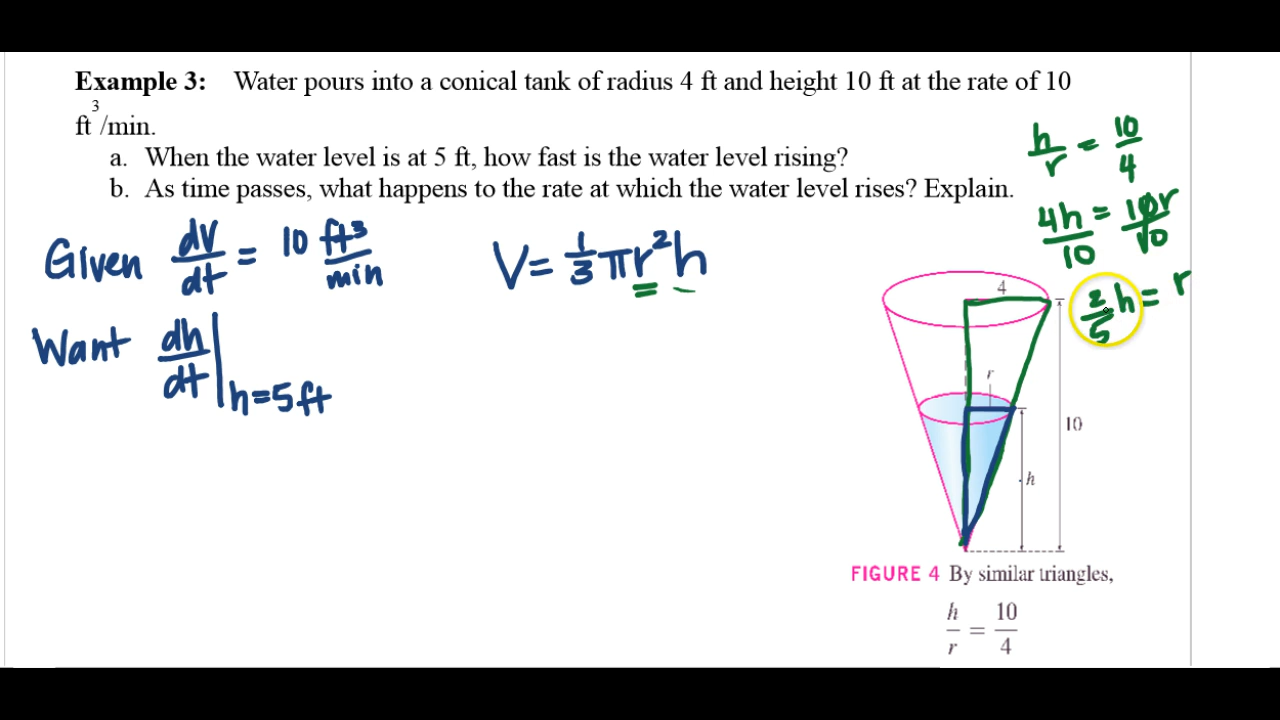 Example 3: Water pours into a conical tank of radius 4 ft and height 10 ft at the rate of 10
ft³/min.
a. When the water level is at 5 ft, how fast is the water level rising?
b. As time passes, what happens to the rate at which the water level rises? Explain.
h/r = 10/4
4h/10 = 10r/10
2/5 h = r
Given dV/dt = 10 ft³/min
V = 1/3 πr²h
Want dh/dt | h=5ft
4
r
10
h
FIGURE 4 By similar triangles,
h/r = 10/4